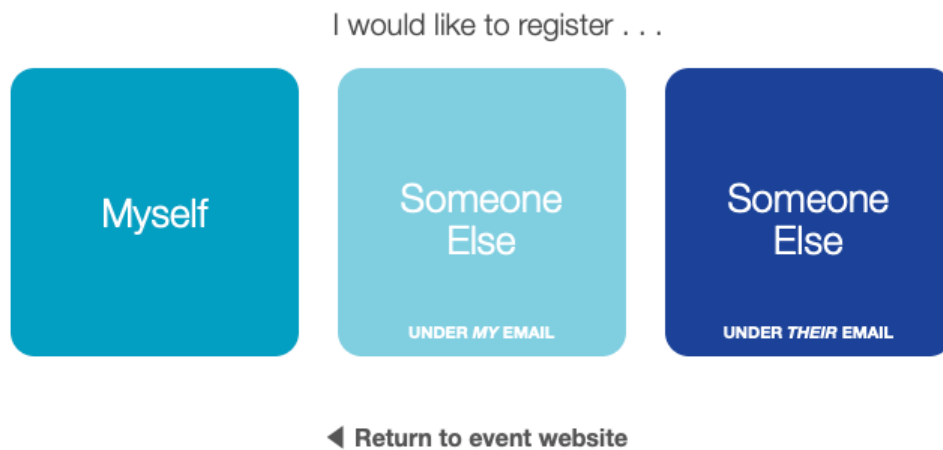 I would like to register . . .
Myself
Someone
Else
UNDER MY EMAIL
Someone
Else
UNDER THEIR EMAIL
Return to event website